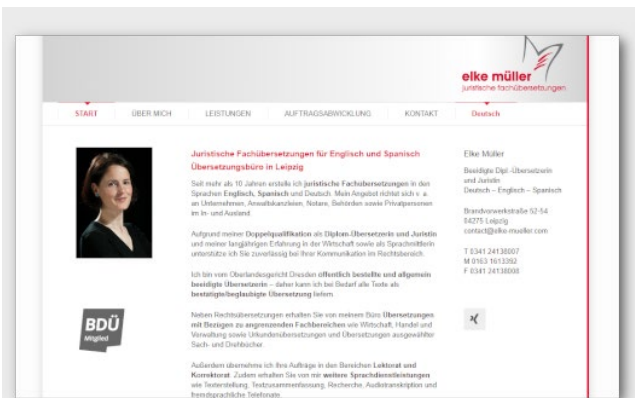 elke müller
juristische fachübersetzungen
START ÜBER MICH LEISTUNGEN AUFTRAGSABWICKLUNG KONTAKT Deutsch
Juristische Fachübersetzungen für Englisch und Spanisch
Übersetzungsbüro in Leipzig
Seit mehr als 10 Jahren erstelle ich juristische Fachübersetzungen in den
Sprachen Englisch, Spanisch und Deutsch. Mein Angebot richtet sich v. a.
an Unternehmen, Anwaltskanzleien, Notare, Behörden sowie Privatpersonen
im In- und Ausland.
Aufgrund meiner Doppelqualifikation als Diplom-Übersetzerin und Juristin
und meiner langjährigen Erfahrung in der Wirtschaft sowie als Sprachmittlerin
unterstütze ich Sie zuverlässig bei Ihrer Kommunikation im Rechtsbereich.
Ich bin vom Oberlandesgericht Dresden öffentlich bestellte und allgemein
beeidigte Übersetzerin – daher kann ich bei Bedarf alle Texte als
bestätigte/beglaubigte Übersetzung liefern.
Neben Rechtsübersetzungen erhalten Sie von meinem Büro Übersetzungen
mit Bezügen zu angrenzenden Fachbereichen wie Wirtschaft, Handel und
Verwaltung sowie Urkundenübersetzungen und Übersetzungen ausgewählter
Sach- und Drehbücher.
Außerdem übernehme ich Ihre Aufträge in den Bereichen Lektorat und
Korrektorat. Zudem erhalten Sie von mir weitere Sprachdienstleistungen
wie Texterstellung, Textzusammenfassung, Recherche, Audiotranskription und
fremdsprachliche Telefonate.
Elke Müller
Beeidigte Dipl.-Übersetzerin
und Juristin
Deutsch – Englisch – Spanisch
Brandvorwerkstraße 52-54
04275 Leipzig
contact@elke-mueller.com
T 0341 24138007
M 0163 1613392
F 0341 24138008
BDÜ
Mitglied